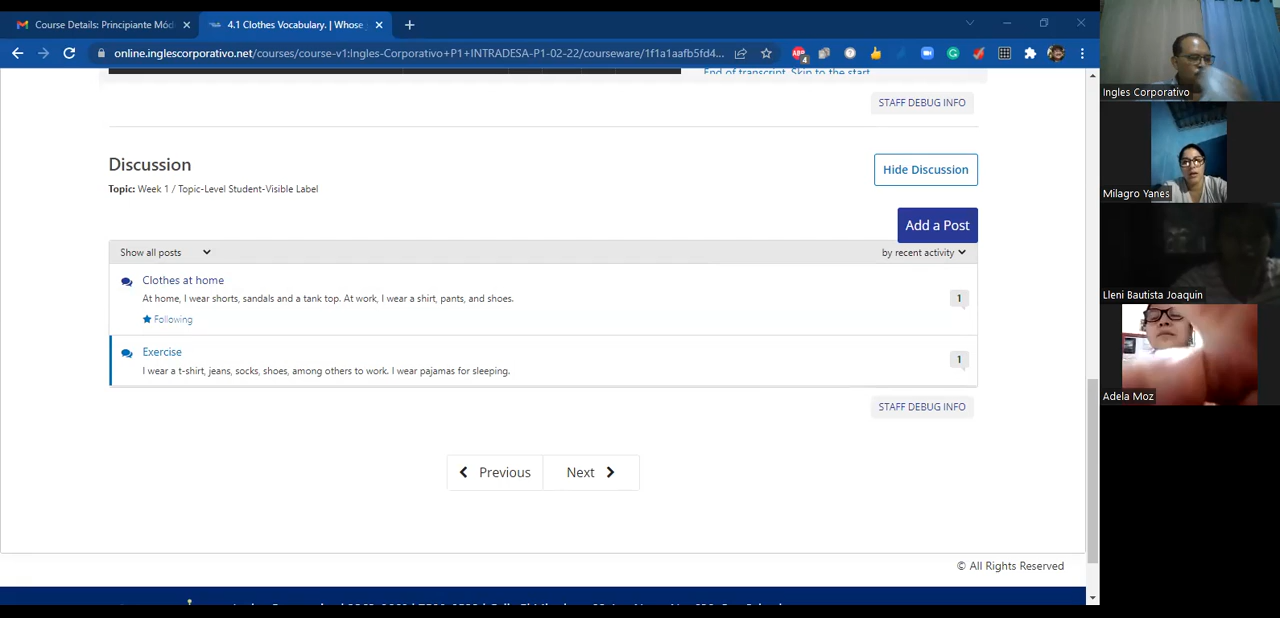 Course Details: Principiante Mód
4.1 Clothes Vocabulary. | Whose
online.inglescorporativo.net/courses/course-v1:Ingles-Corporativo+P1+INTRADESA-P1-02-22/courseware/1f1a1aafb5fd4...
ABP
4
End of transcript. Skip to the start.
STAFF DEBUG INFO
Discussion
Hide Discussion
Topic: Week 1 / Topic-Level Student-Visible Label
Add a Post
Show all posts
by recent activity
Clothes at home
At home, I wear shorts, sandals and a tank top. At work, I wear a shirt, pants, and shoes.
1
Following
Exercise
I wear a t-shirt, jeans, socks, shoes, among others to work. I wear pajamas for sleeping.
1
STAFF DEBUG INFO
Previous
Next
© All Rights Reserved
Ingles Corporativo
Milagro Yanes
Lleni Bautista Joaquin
Adela Moz